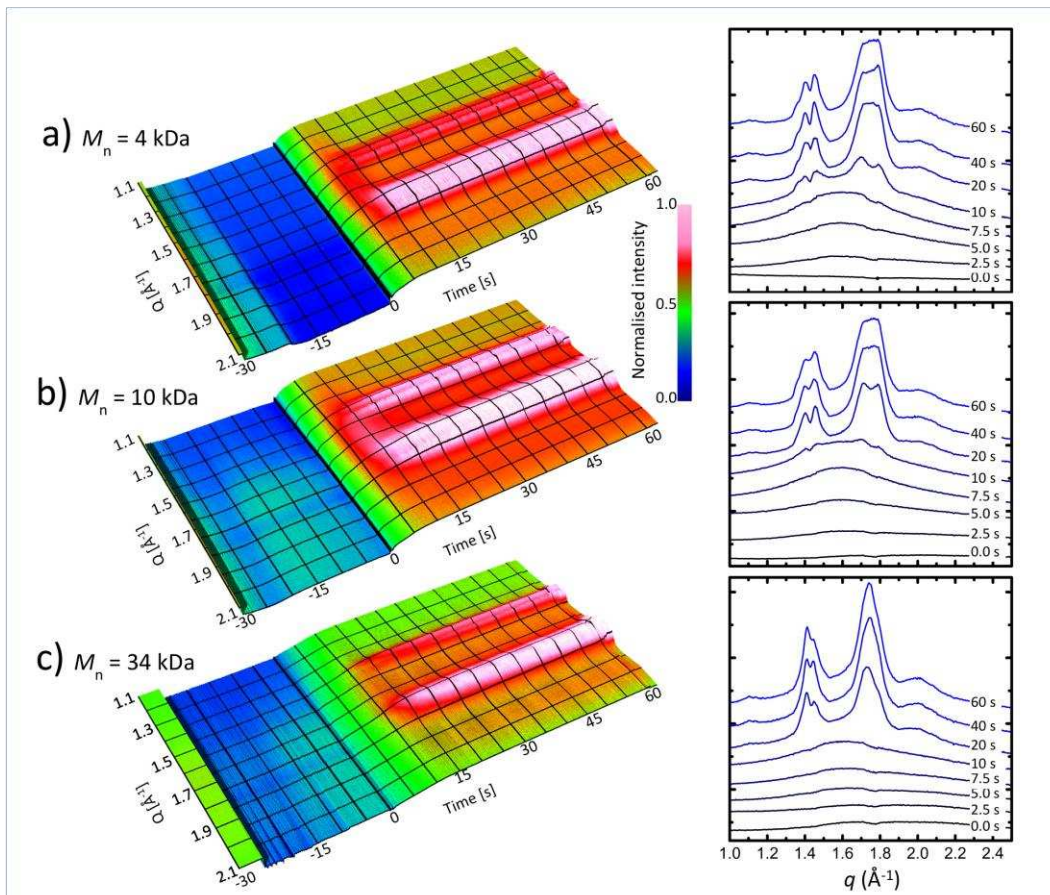 a) Mn = 4 kDa
1.1
1.3
1.5
1.7
1.9
2.1
Q [Å-1]
-30
-15
0
15
30
45
60
Time [s]
Normalised intensity
1.0
0.5
0.0
60 s
40 s
20 s
10 s
7.5 s
5.0 s
2.5 s
0.0 s
b) Mn = 10 kDa
1.1
1.3
1.5
1.7
1.9
2.1
Q [Å-1]
-30
-15
0
15
30
45
60
Time [s]
60 s
40 s
20 s
10 s
7.5 s
5.0 s
2.5 s
0.0 s
c) Mn = 34 kDa
1.1
1.3
1.5
1.7
1.9
2.1
Q [Å-1]
-30
-15
0
15
30
45
60
Time [s]
60 s
40 s
20 s
10 s
7.5 s
5.0 s
2.5 s
0.0 s
1.0 1.2 1.4 1.6 1.8 2.0 2.2 2.4
q (Å-1)